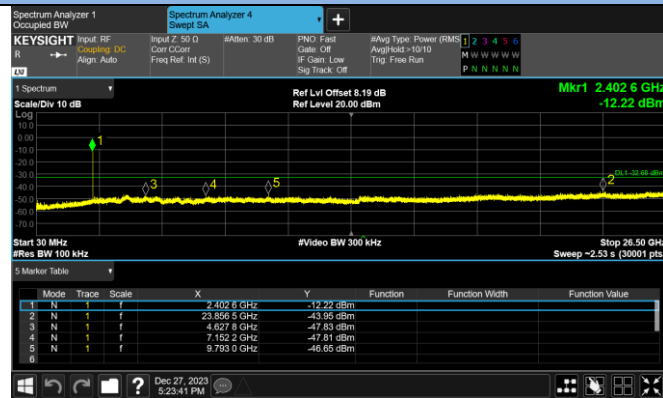 Spectrum Analyzer 1
Occupied BW
Spectrum Analyzer 4
Swept SA
+
KEYSIGHT
R
LXI
Input: RF
Coupling: DC
Align: Auto
Input Z: 50 Ω
Corr CCorr
Freq Ref: Int (S)
#Atten: 30 dB
PNO: Fast
Gate: Off
IF Gain: Low
Sig Track: Off
#Avg Type: Power (RMS
Avg|Hold:>10/10
Trig: Free Run
1 2 3 4 5 6
M W W W W W
P N N N N N
1 Spectrum
Scale/Div 10 dB
Ref Lvl Offset 8.19 dB
Ref Level 20.00 dBm
Mkr1 2.402 6 GHz
-12.22 dBm
Log
10.0
0.00
-10.0
-20.0
-30.0
-40.0
-50.0
-60.0
-70.0
1
3
4
5
2
DL1 -32.68 dBm
Start 30 MHz
#Res BW 100 kHz
#Video BW 300 kHz
Stop 26.50 GHz
Sweep ~2.53 s (30001 pts
5 Marker Table
Mode Trace Scale X Y Function Function Width Function Value
1 N 1 f 2.402 6 GHz -12.22 dBm
2 N 1 f 23.856 5 GHz -43.95 dBm
3 N 1 f 4.627 8 GHz -47.83 dBm
4 N 1 f 7.152 2 GHz -47.81 dBm
5 N 1 f 9.793 0 GHz -46.65 dBm
6
?
Dec 27, 2023
5:23:41 PM